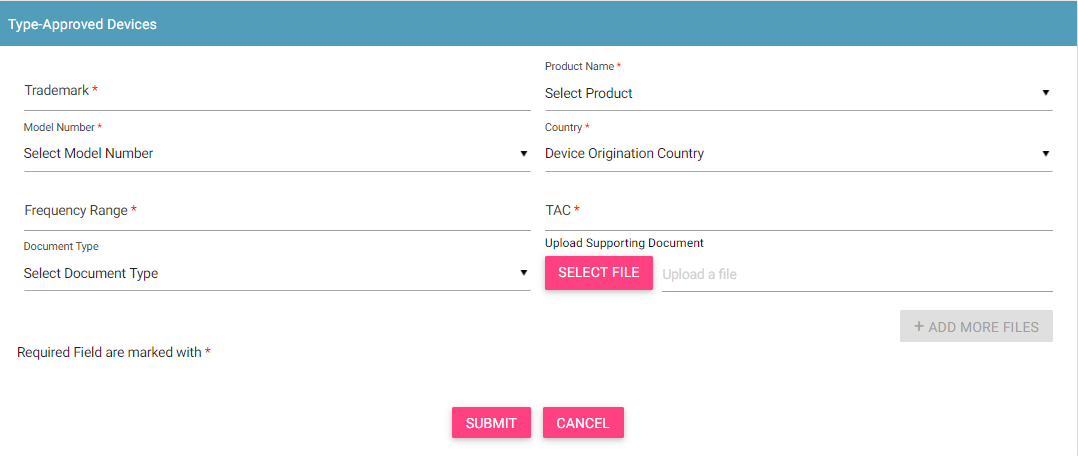 Type-Approved Devices
Trademark *
Product Name *
Select Product
Model Number *
Select Model Number
Country *
Device Origination Country
Frequency Range *
TAC *
Document Type
Select Document Type
Upload Supporting Document
SELECT FILE
Upload a file
+ ADD MORE FILES
Required Field are marked with *
SUBMIT
CANCEL